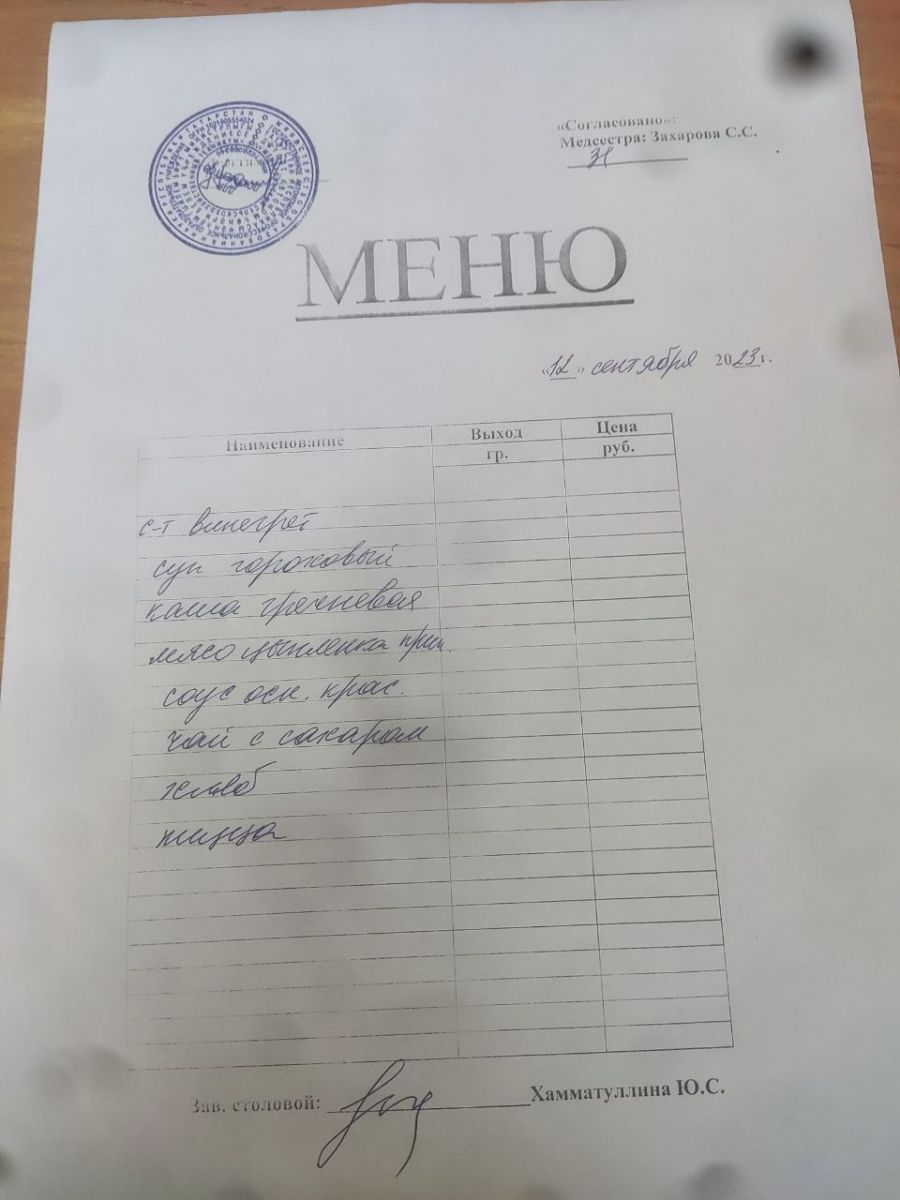 «Согласовано»:
Медсестра: Захарова С.С.
МЕНЮ
«12» сентября 2023 г.
Наименование Выход гр. Цена руб.
с-т винегрет
суп гороховый
каша гречневая
мясо цыпленка прип.
соус осн. крас.
чай с сахаром
хлеб
пицца
Зав. столовой: Хамматуллина Ю.С.